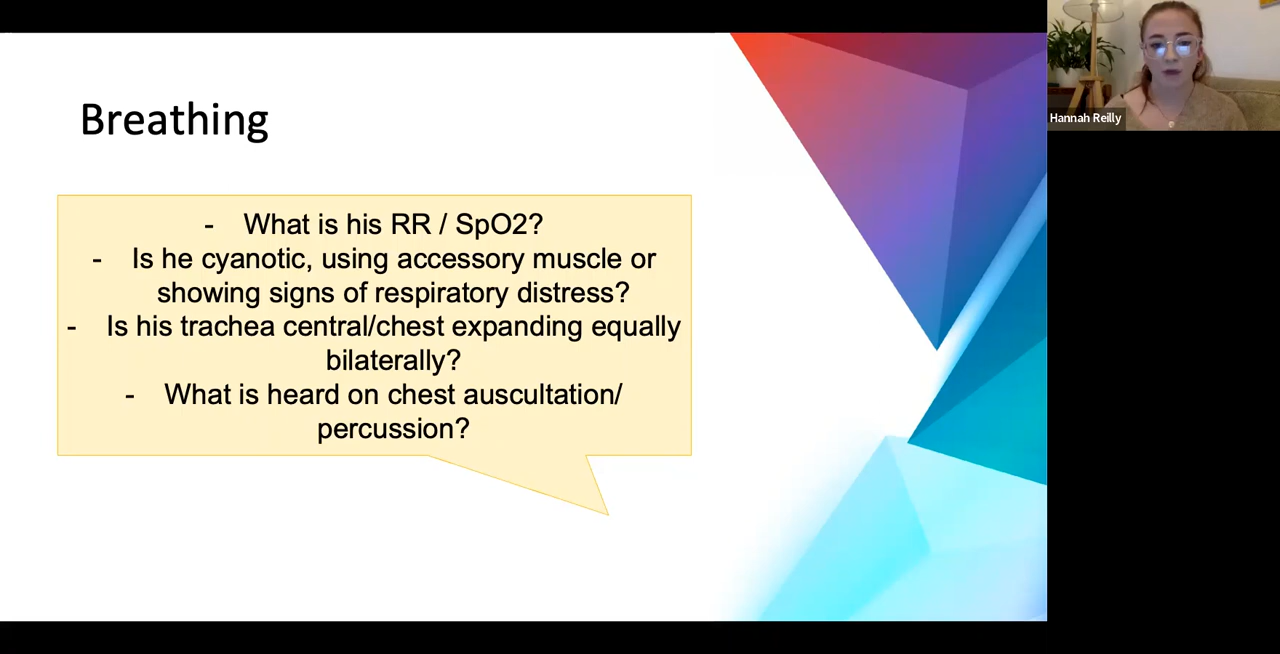 Breathing
- What is his RR / SpO2?
- Is he cyanotic, using accessory muscle or
showing signs of respiratory distress?
- Is his trachea central/chest expanding equally
bilaterally?
- What is heard on chest auscultation/
percussion?
Hannah Reilly